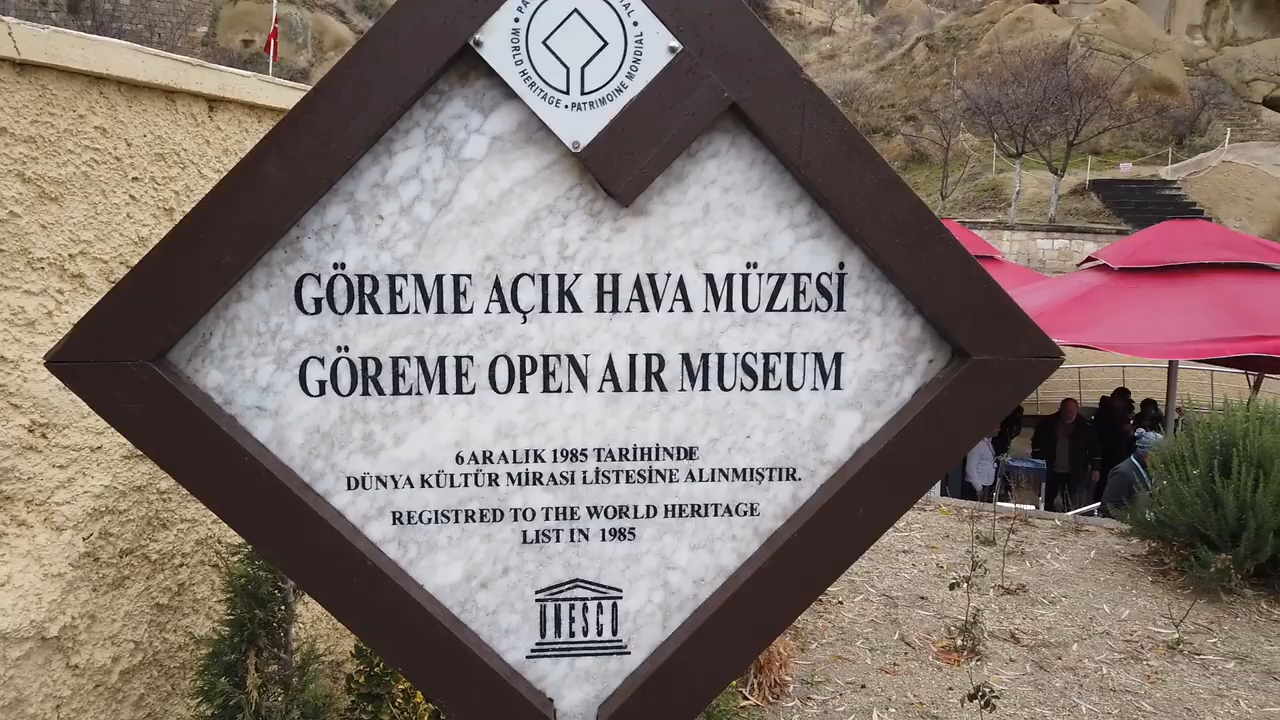 WORLD HERITAGE • PATRIMOINE MONDIAL
GÖREME AÇIK HAVA MÜZESİ
GÖREME OPEN AIR MUSEUM
6 ARALIK 1985 TARİHİNDE
DÜNYA KÜLTÜR MİRASI LİSTESİNE ALINMIŞTIR.
REGISTRED TO THE WORLD HERITAGE
LIST IN 1985
UNESCO